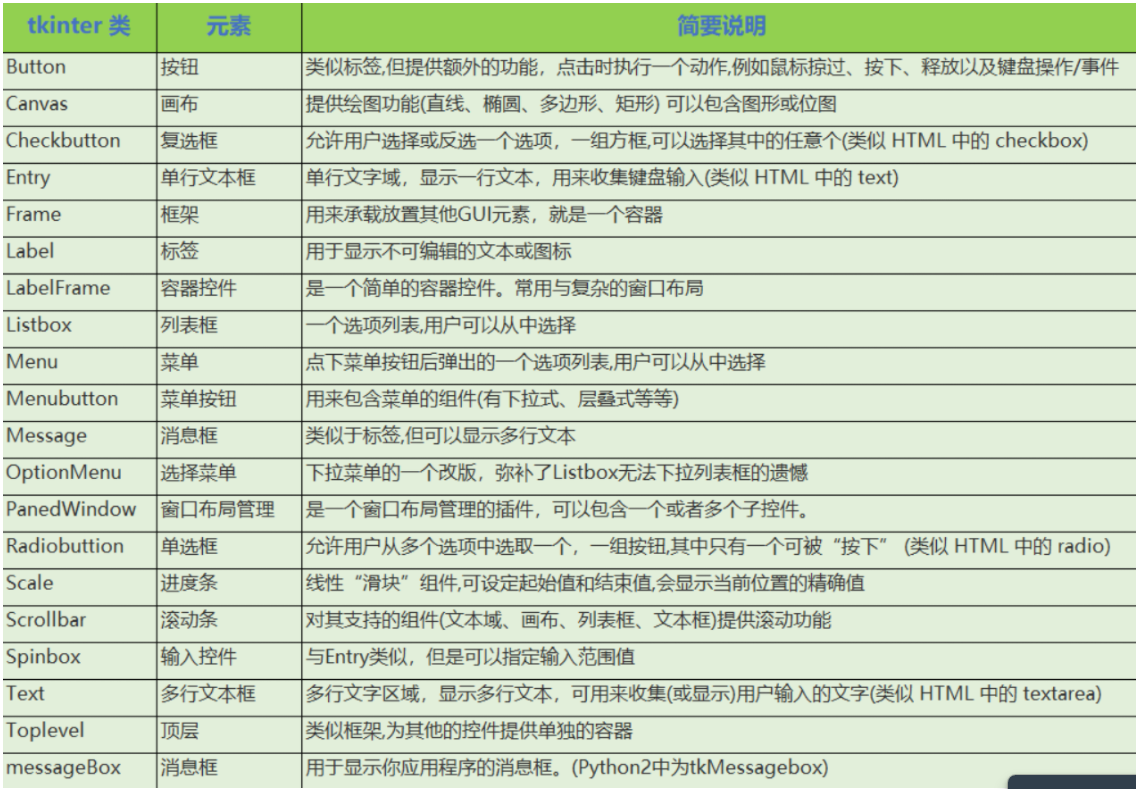 tkinter 类 元素 简要说明
Button 按钮 类似标签,但提供额外的功能，点击时执行一个动作,例如鼠标掠过、按下、释放以及键盘操作/事件
Canvas 画布 提供绘图功能(直线、椭圆、多边形、矩形) 可以包含图形或位图
Checkbutton 复选框 允许用户选择或反选一个选项，一组方框,可以选择其中的任意个(类似 HTML 中的 checkbox)
Entry 单行文本框 单行文字域，显示一行文本，用来收集键盘输入(类似 HTML 中的 text)
Frame 框架 用来承载放置其他GUI元素，就是一个容器
Label 标签 用于显示不可编辑的文本或图标
LabelFrame 容器控件 是一个简单的容器控件。常用与复杂的窗口布局
Listbox 列表框 一个选项列表,用户可以从中选择
Menu 菜单 点下菜单按钮后弹出的一个选项列表,用户可以从中选择
Menubutton 菜单按钮 用来包含菜单的组件(有下拉式、层叠式等等)
Message 消息框 类似于标签,但可以显示多行文本
OptionMenu 选择菜单 下拉菜单的一个改版，弥补了Listbox无法下拉列表框的遗憾
PanedWindow 窗口布局管理 是一个窗口布局管理的插件，可以包含一个或者多个子控件。
Radiobuttion 单选框 允许用户从多个选项中选取一个，一组按钮,其中只有一个可被“按下” (类似 HTML 中的 radio)
Scale 进度条 线性“滑块”组件,可设定起始值和结束值,会显示当前位置的精确值
Scrollbar 滚动条 对其支持的组件(文本域、画布、列表框、文本框)提供滚动功能
Spinbox 输入控件 与Entry类似，但是可以指定输入范围值
Text 多行文本框 多行文字区域，显示多行文本，可用来收集(或显示)用户输入的文字(类似 HTML 中的 textarea)
Toplevel 顶层 类似框架,为其他的控件提供单独的容器
messageBox 消息框 用于显示你应用程序的消息框。(Python2中为tkMessagebox)